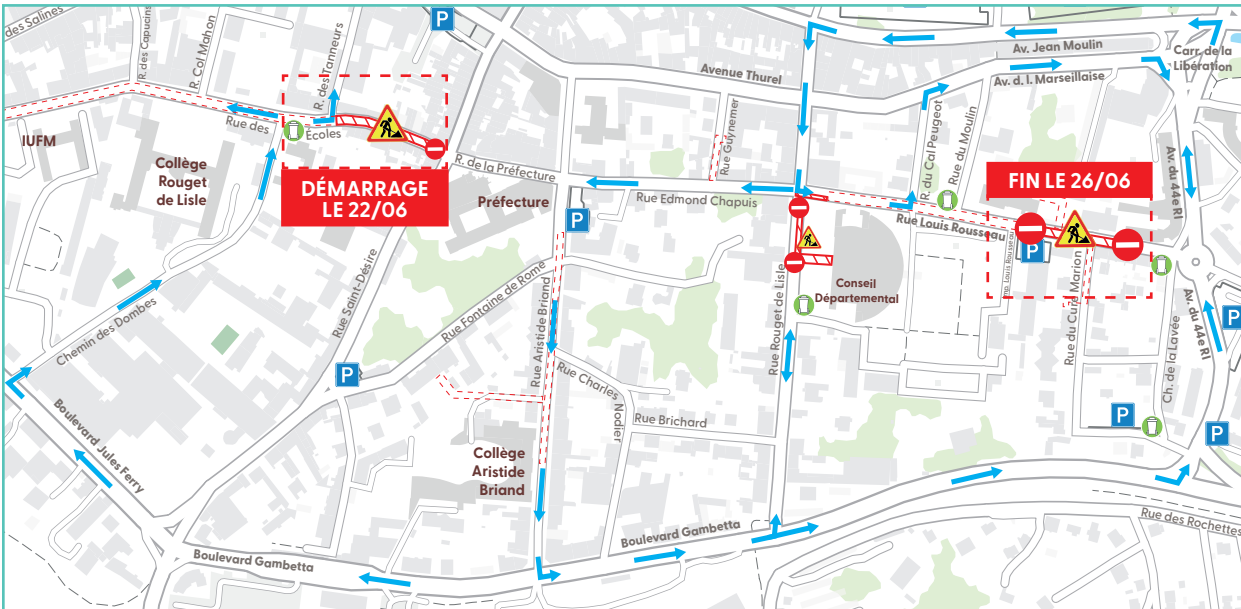 des Salines
R. des Capucins
R. Col Mahon
R. des Tanneurs
P
Avenue Thurel
Av. Jean Moulin
Carr. de la
Libération
Av. d. l. Marseillaise
IUFM
Rue des
Écoles
Collège
Rouget
de Lisle
DÉMARRAGE
LE 22/06
R. de la Préfecture
Préfecture
P
Rue Guynemer
Rue Edmond Chapuis
R. du Cal Peugeot
Rue du Moulin
FIN LE 26/06
Av. du 44e RI
Rue Louis Rousseau
Imp. Louis Rousseau
P
Rue du Curé Marion
Conseil
Départemental
Rue Rouget de Lisle
Rue Saint-Désiré
Rue Fontaine de Rome
Rue Aristide Briand
Chemin des Dombes
P
Rue Charles
Nodier
Rue Brichard
Collège
Aristide
Briand
Ch. de la Lavée
Av. du 44e RI
P
P
P
Boulevard Jules Ferry
Boulevard Gambetta
Boulevard Gambetta
Rue des Rochettes